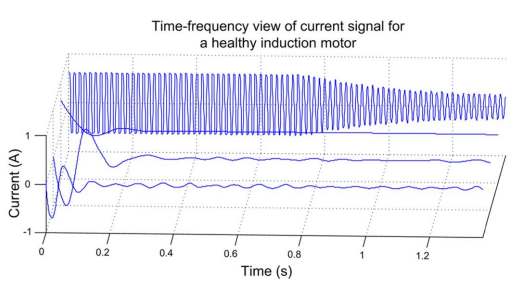 Time-frequency view of current signal for
a healthy induction motor
Current (A)
1
0
-1
0
0.2
0.4
0.6
0.8
1
1.2
Time (s)